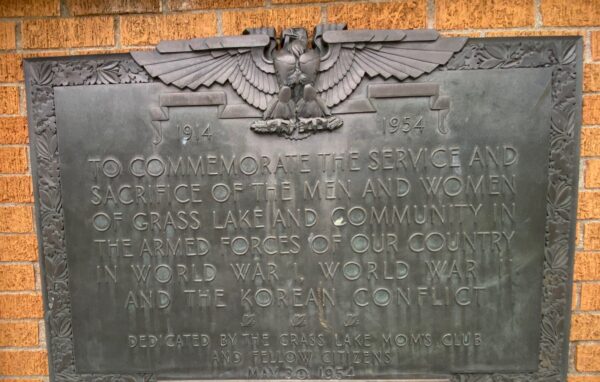 1914 1954
TO COMMEMORATE THE SERVICE AND
SACRIFICE OF THE MEN AND WOMEN
OF GRASS LAKE AND COMMUNITY IN
THE ARMED FORCES OF OUR COUNTRY
IN WORLD WAR I, WORLD WAR II
AND THE KOREAN CONFLICT
DEDICATED BY THE GRASS LAKE MOM'S CLUB
AND FELLOW CITIZENS
MAY 30 1954